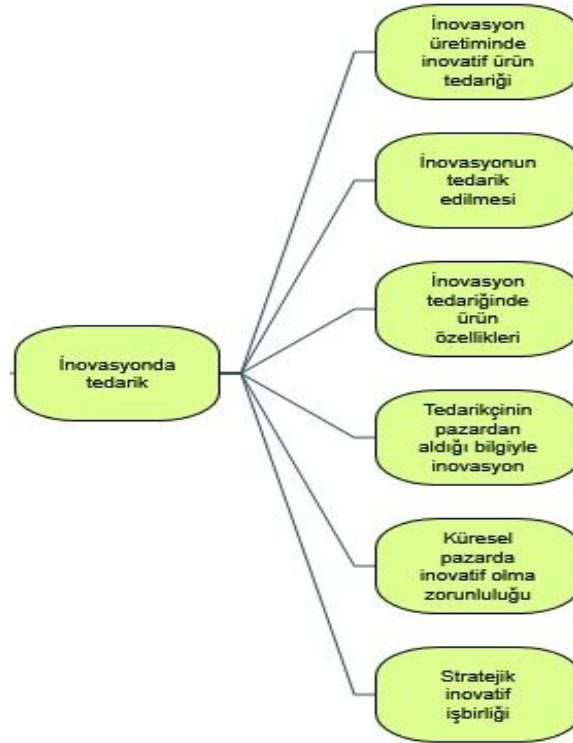 İnovasyon
üretiminde
inovatif ürün
tedariği
İnovasyonun
tedarik
edilmesi
İnovasyon
tedariğinde
ürün
özellikleri
İnovasyonda
tedarik
Tedarikçinin
pazardan
aldığı bilgiyle
inovasyon
Küresel
pazarda
inovatif olma
zorunluluğu
Stratejik
inovatif
işbirliği